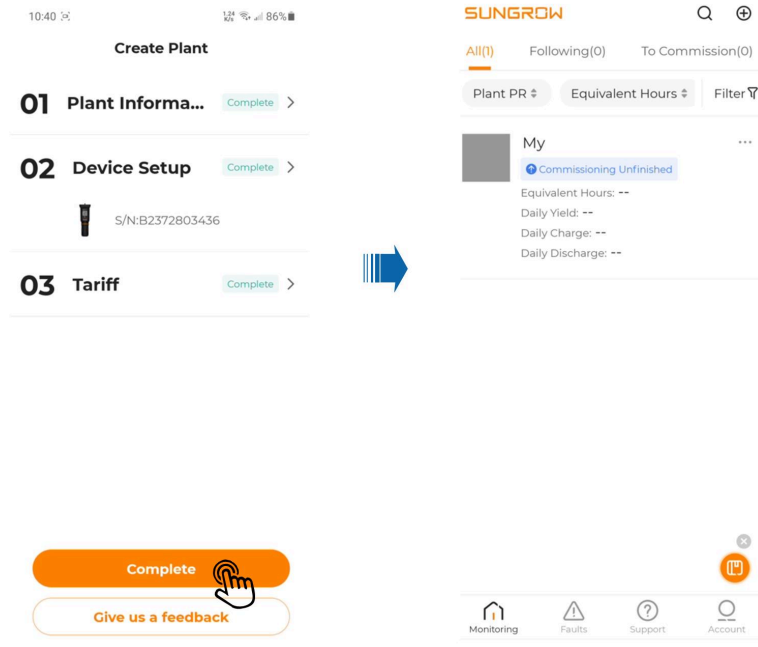 10:40
1.24 K/s 86%
Create Plant
01 Plant Informa... Complete
02 Device Setup Complete
S/N:B2372803436
03 Tariff Complete
Complete
Give us a feedback
SUNGROW
All(1) Following(0) To Commission(0)
Plant PR Equivalent Hours Filter
My
Commissioning Unfinished
Equivalent Hours: --
Daily Yield: --
Daily Charge: --
Daily Discharge: --
Monitoring Faults Support Account